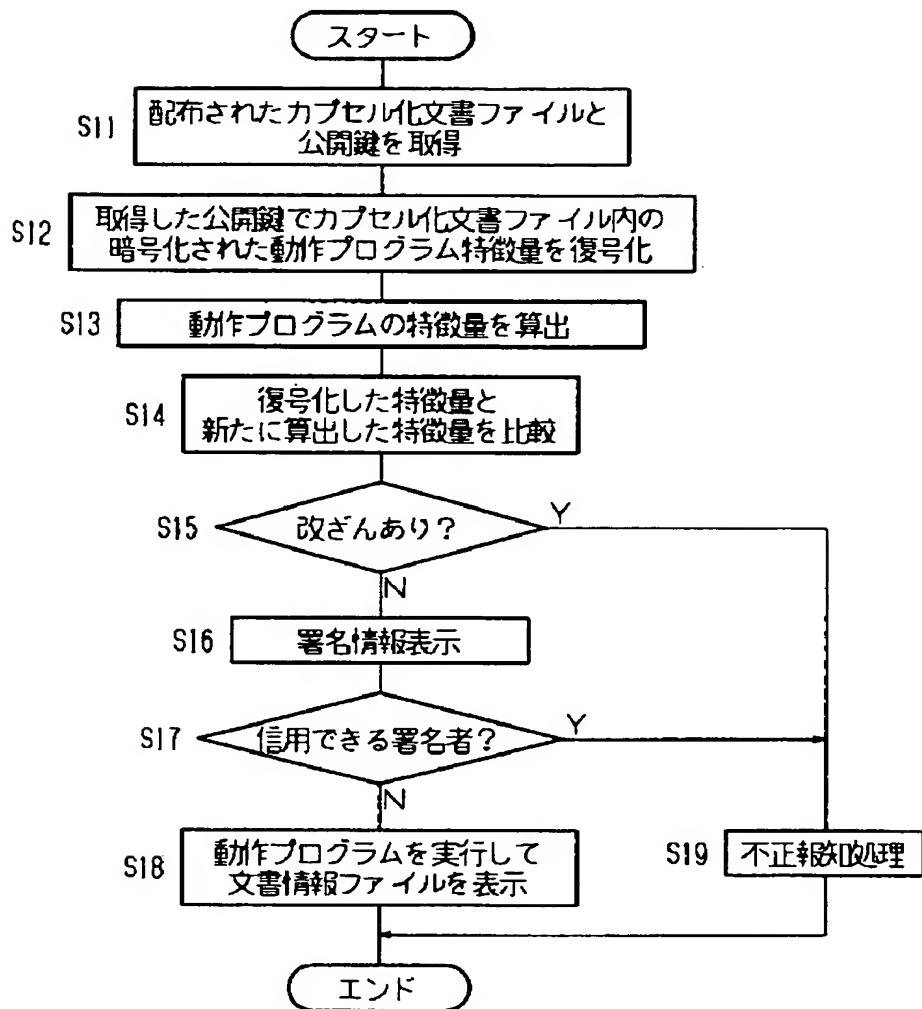 スタート
S11
配布されたカプセル化文書ファイルと
公開鍵を取得
S12
取得した公開鍵でカプセル化文書ファイル内の
暗号化された動作プログラム特徴量を復号化
S13
動作プログラムの特徴量を算出
S14
復号化した特徴量と
新たに算出した特徴量を比較
S15
改ざんあり?
Y
N
S16
署名情報表示
S17
信用できる署名者?
Y
N
S18
動作プログラムを実行して
文書情報ファイルを表示
S19
不正報知処理
エンド